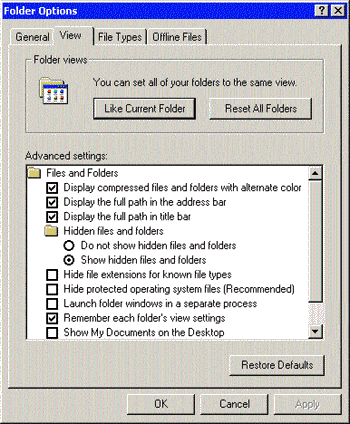 Folder Options
General View File Types Offline Files
Folder views
You can set all of your folders to the same view.
Like Current Folder Reset All Folders
Advanced settings:
Files and Folders
Display compressed files and folders with alternate color
Display the full path in the address bar
Display the full path in title bar
Hidden files and folders
Do not show hidden files and folders
Show hidden files and folders
Hide file extensions for known file types
Hide protected operating system files (Recommended)
Launch folder windows in a separate process
Remember each folder's view settings
Show My Documents on the Desktop
Restore Defaults
OK Cancel Apply